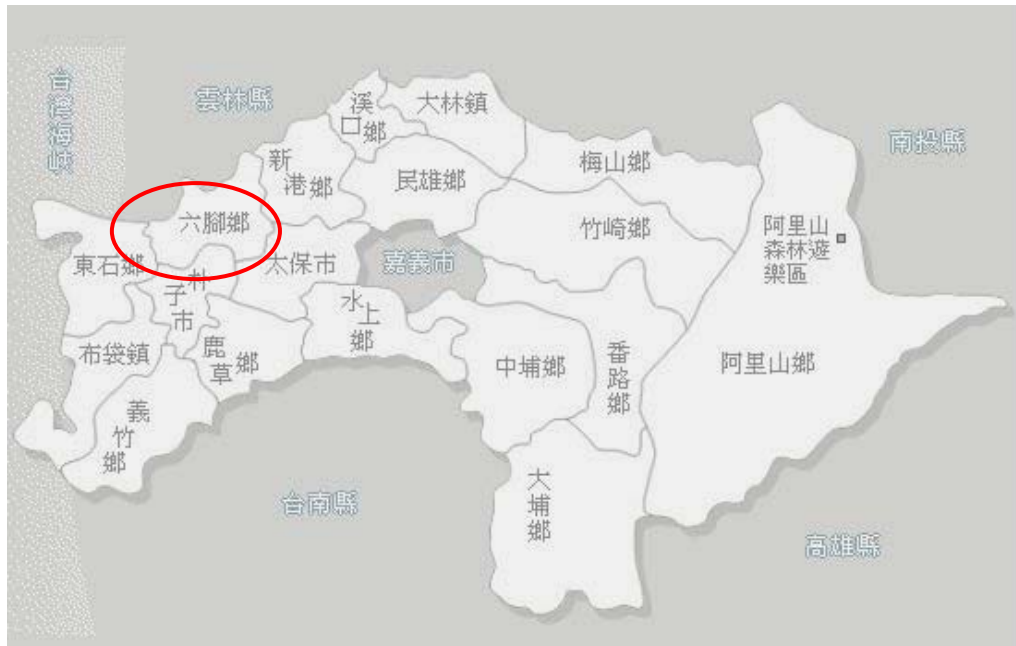 台灣海峽
雲林縣
溪口鄉
大林鎮
南投縣
新港鄉
民雄鄉
梅山鄉
六腳鄉
竹崎鄉
阿里山
森林遊
樂區
東石鄉
朴子市
太保市
嘉義市
水上鄉
布袋鎮
鹿草鄉
中埔鄉
番路鄉
阿里山鄉
義竹鄉
台南縣
大埔鄉
高雄縣